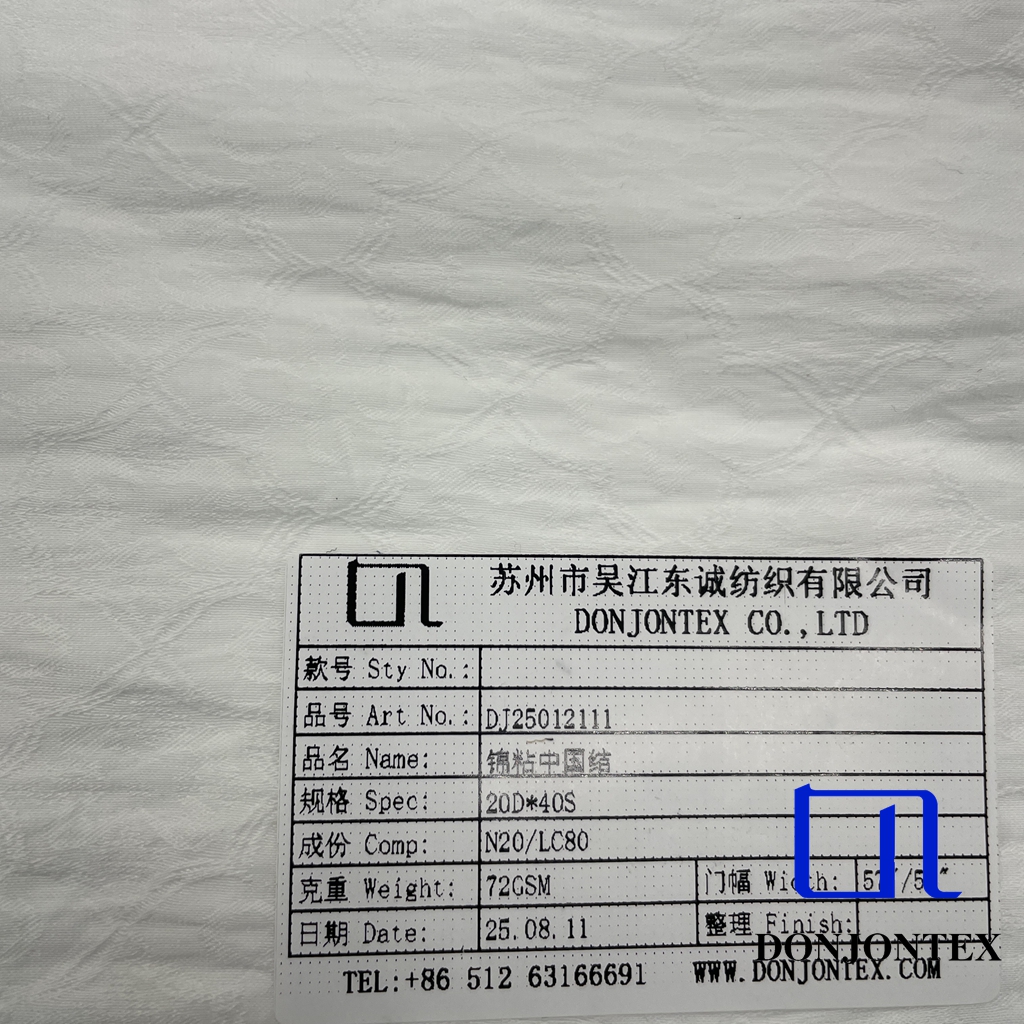 苏州市吴江东诚纺织有限公司
DONJONTEX CO.,LTD
款号 Sty No.:
品号 Art No.: DJ25012111
品名 Name: 锦粘中国结
规格 Spec: 20D*40S
成份 Comp: N20/LC80
克重 Weight: 72GSM 门幅 Width:
日期 Date: 25.08.11 整理 Finish:
DONJONTEX
TEL:+86 512 63166691 WWW.DONJONTEX.COM